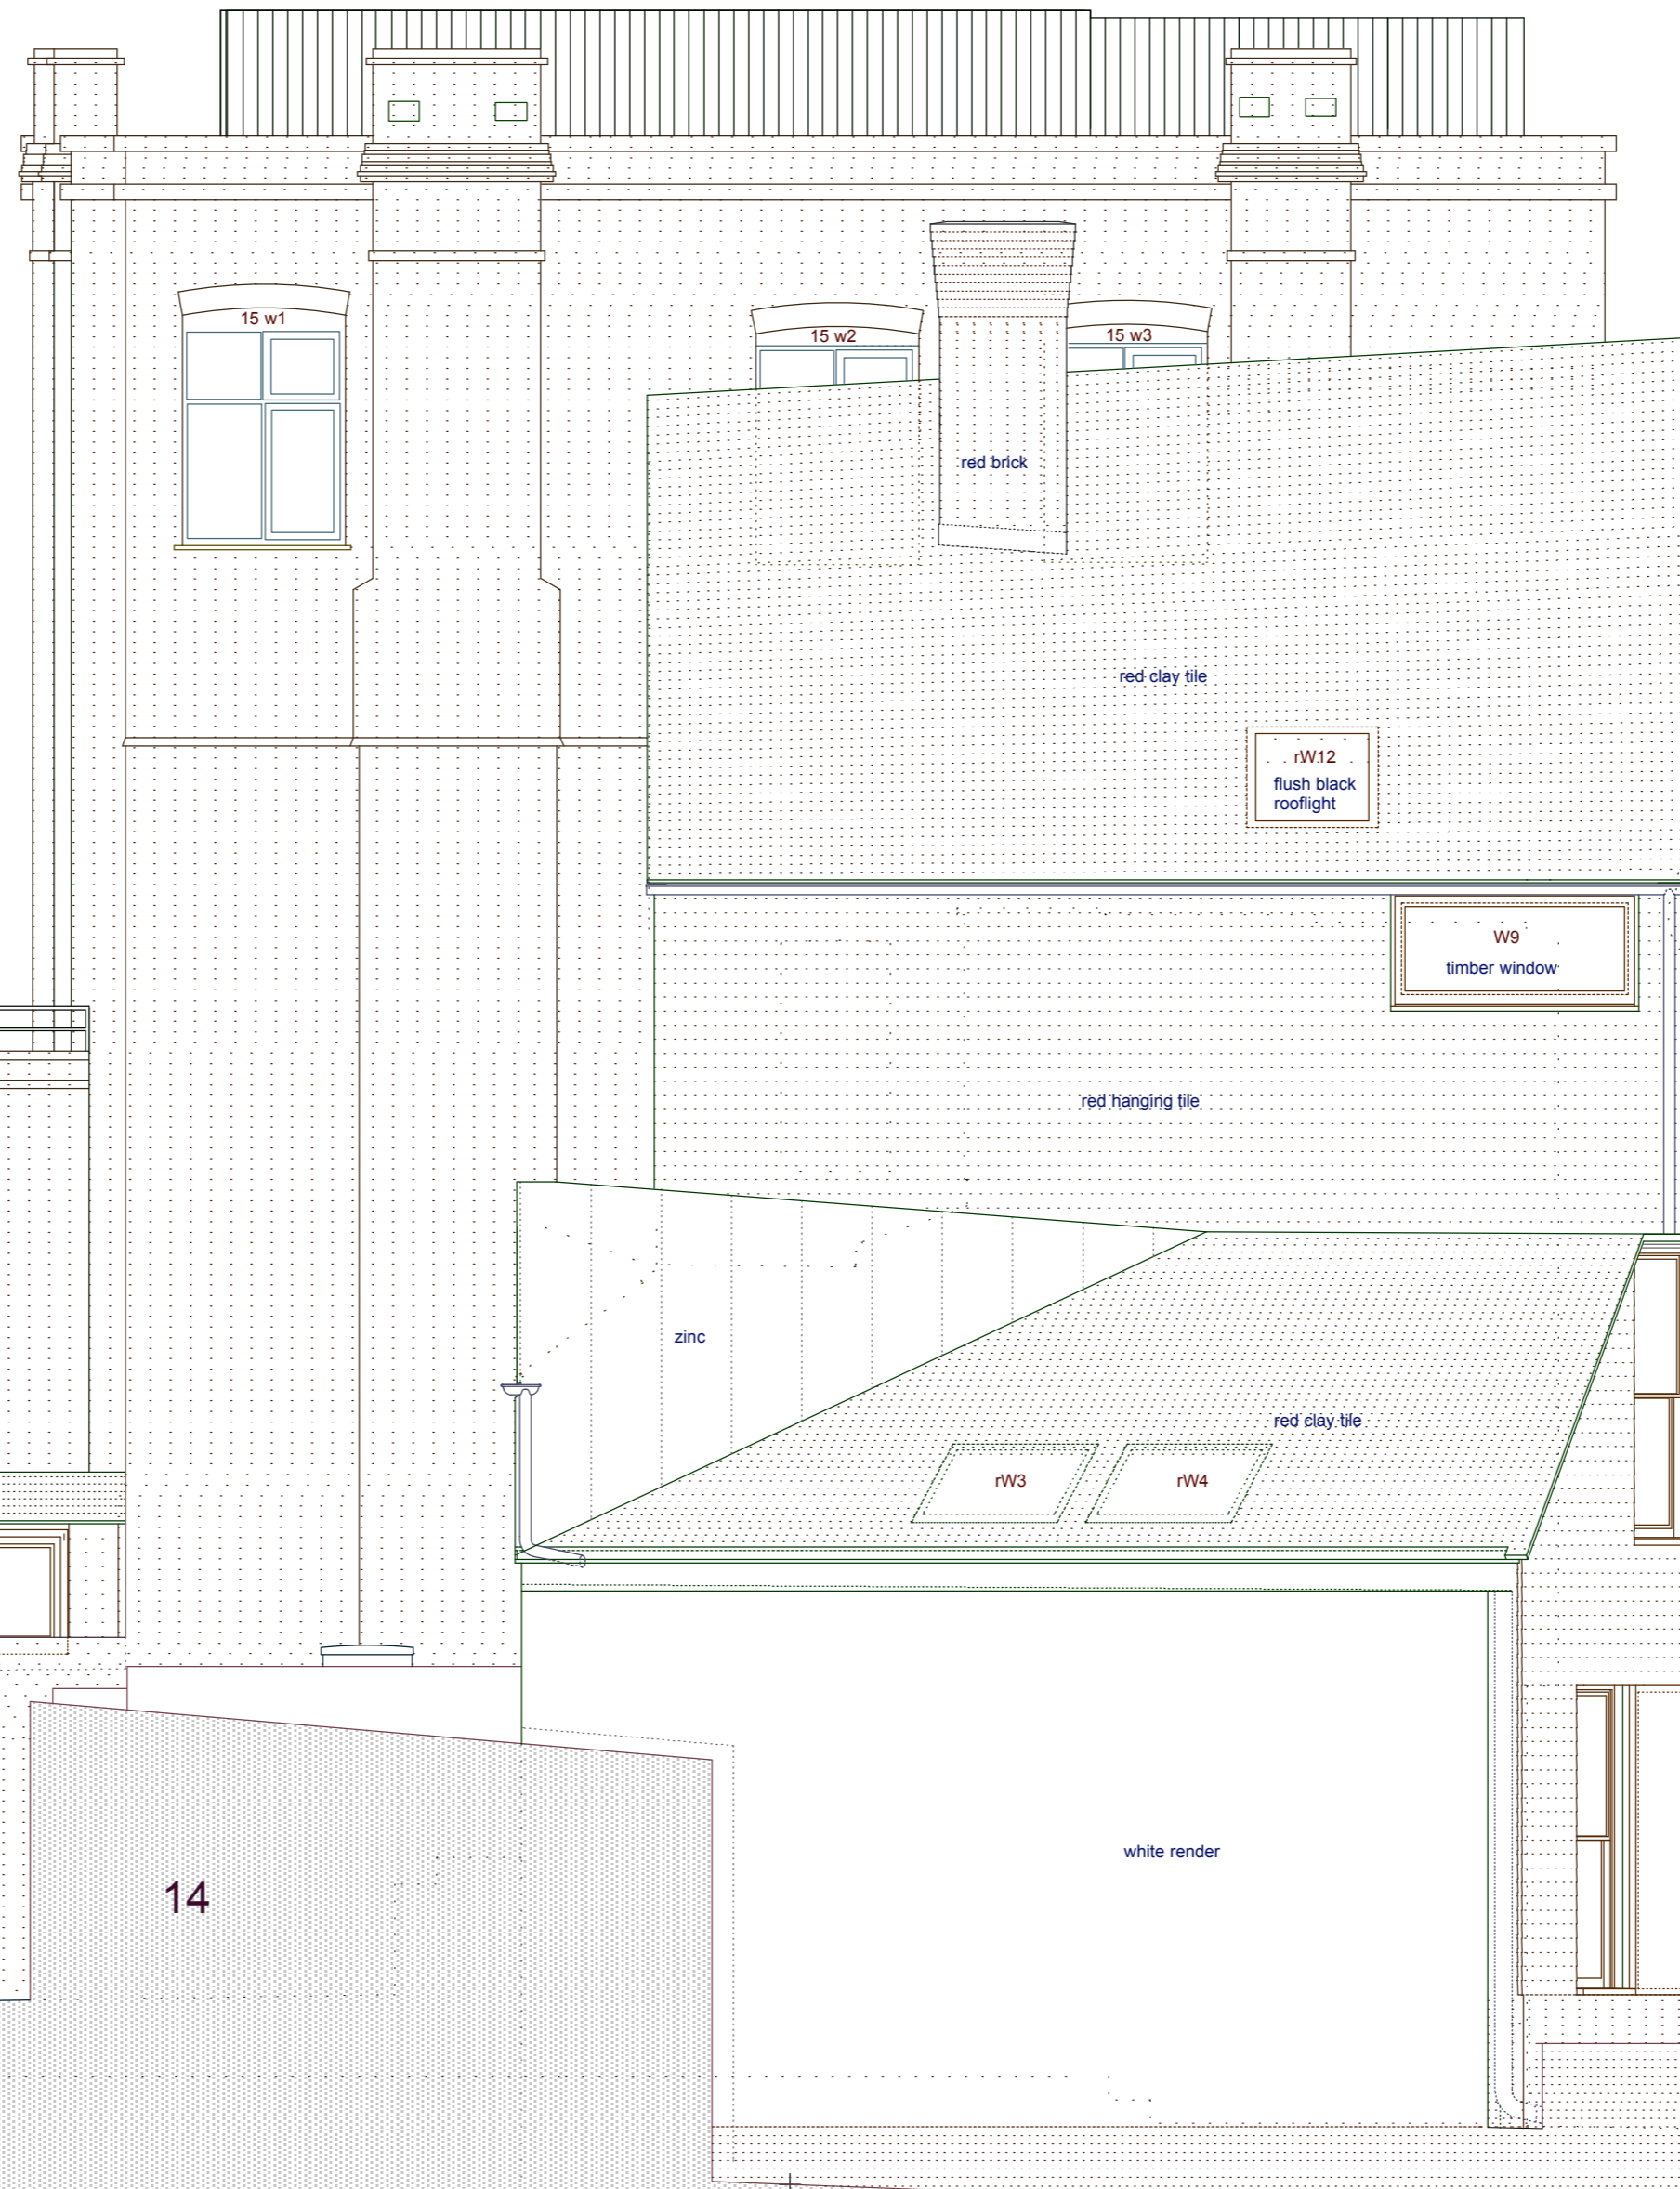 15 w1
15 w2
15 w3
red brick
red clay tile
rW12
flush black
rooflight
W9
timber window
red hanging tile
zinc
red clay tile
rW3
rW4
white render
14